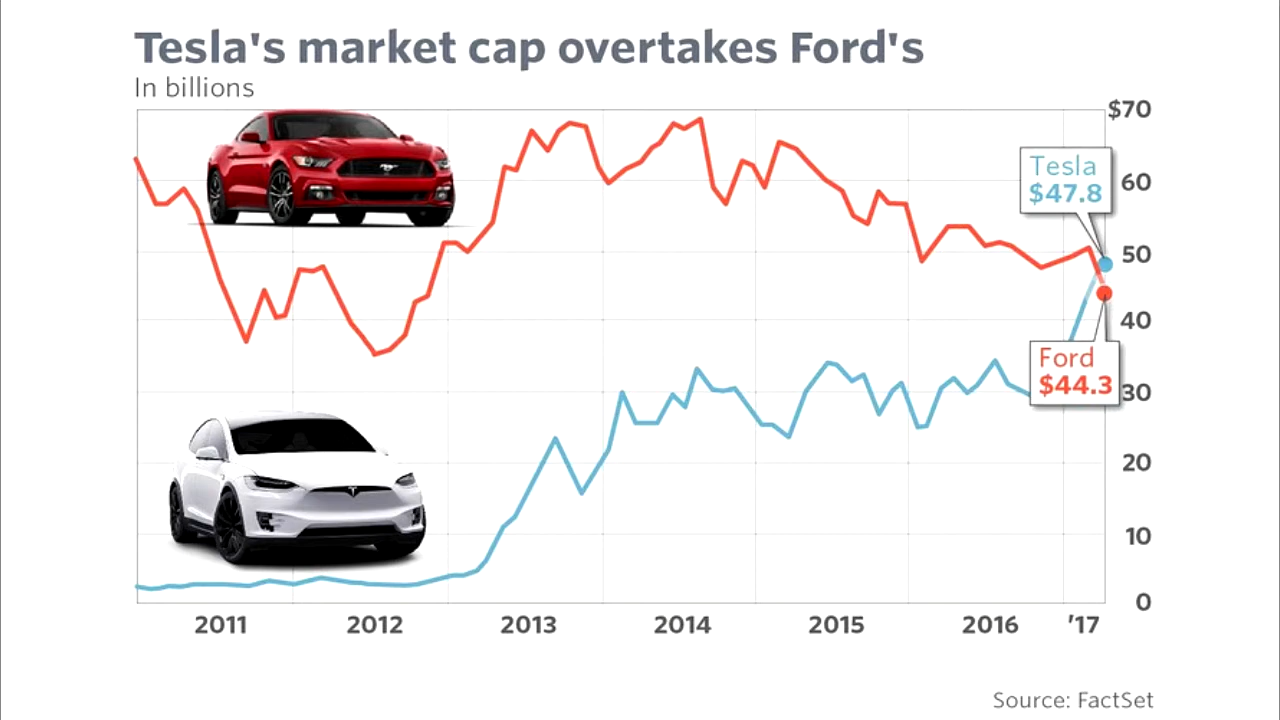 Tesla's market cap overtakes Ford's
In billions
$70
Tesla
$47.8
60
50
40
Ford
$44.3
30
20
10
0
2011 2012 2013 2014 2015 2016 '17
Source: FactSet